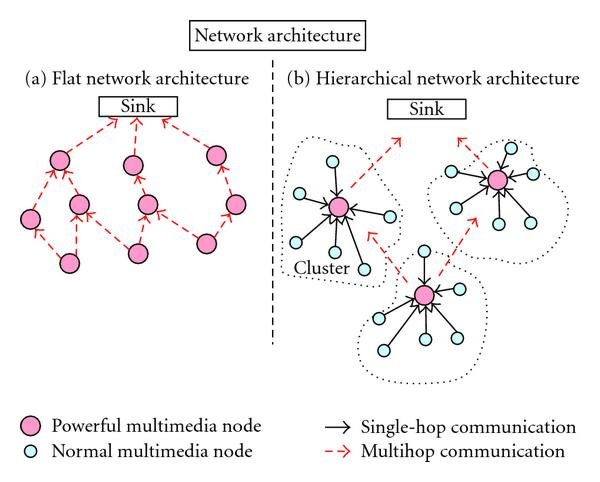 Network architecture
(a) Flat network architecture
(b) Hierarchical network architecture
Sink
Sink
Cluster
Powerful multimedia node
Normal multimedia node
Single-hop communication
Multihop communication